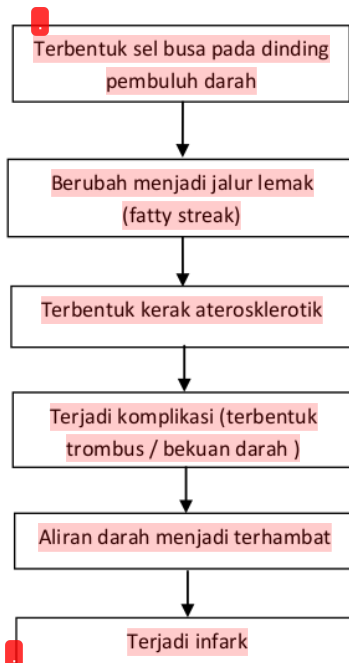 Terbentuk sel busa pada dinding
pembuluh darah
Berubah menjadi jalur lemak
(fatty streak)
Terbentuk kerak aterosklerotik
Terjadi komplikasi (terbentuk
trombus / bekuan darah )
Aliran darah menjadi terhambat
Terjadi infark